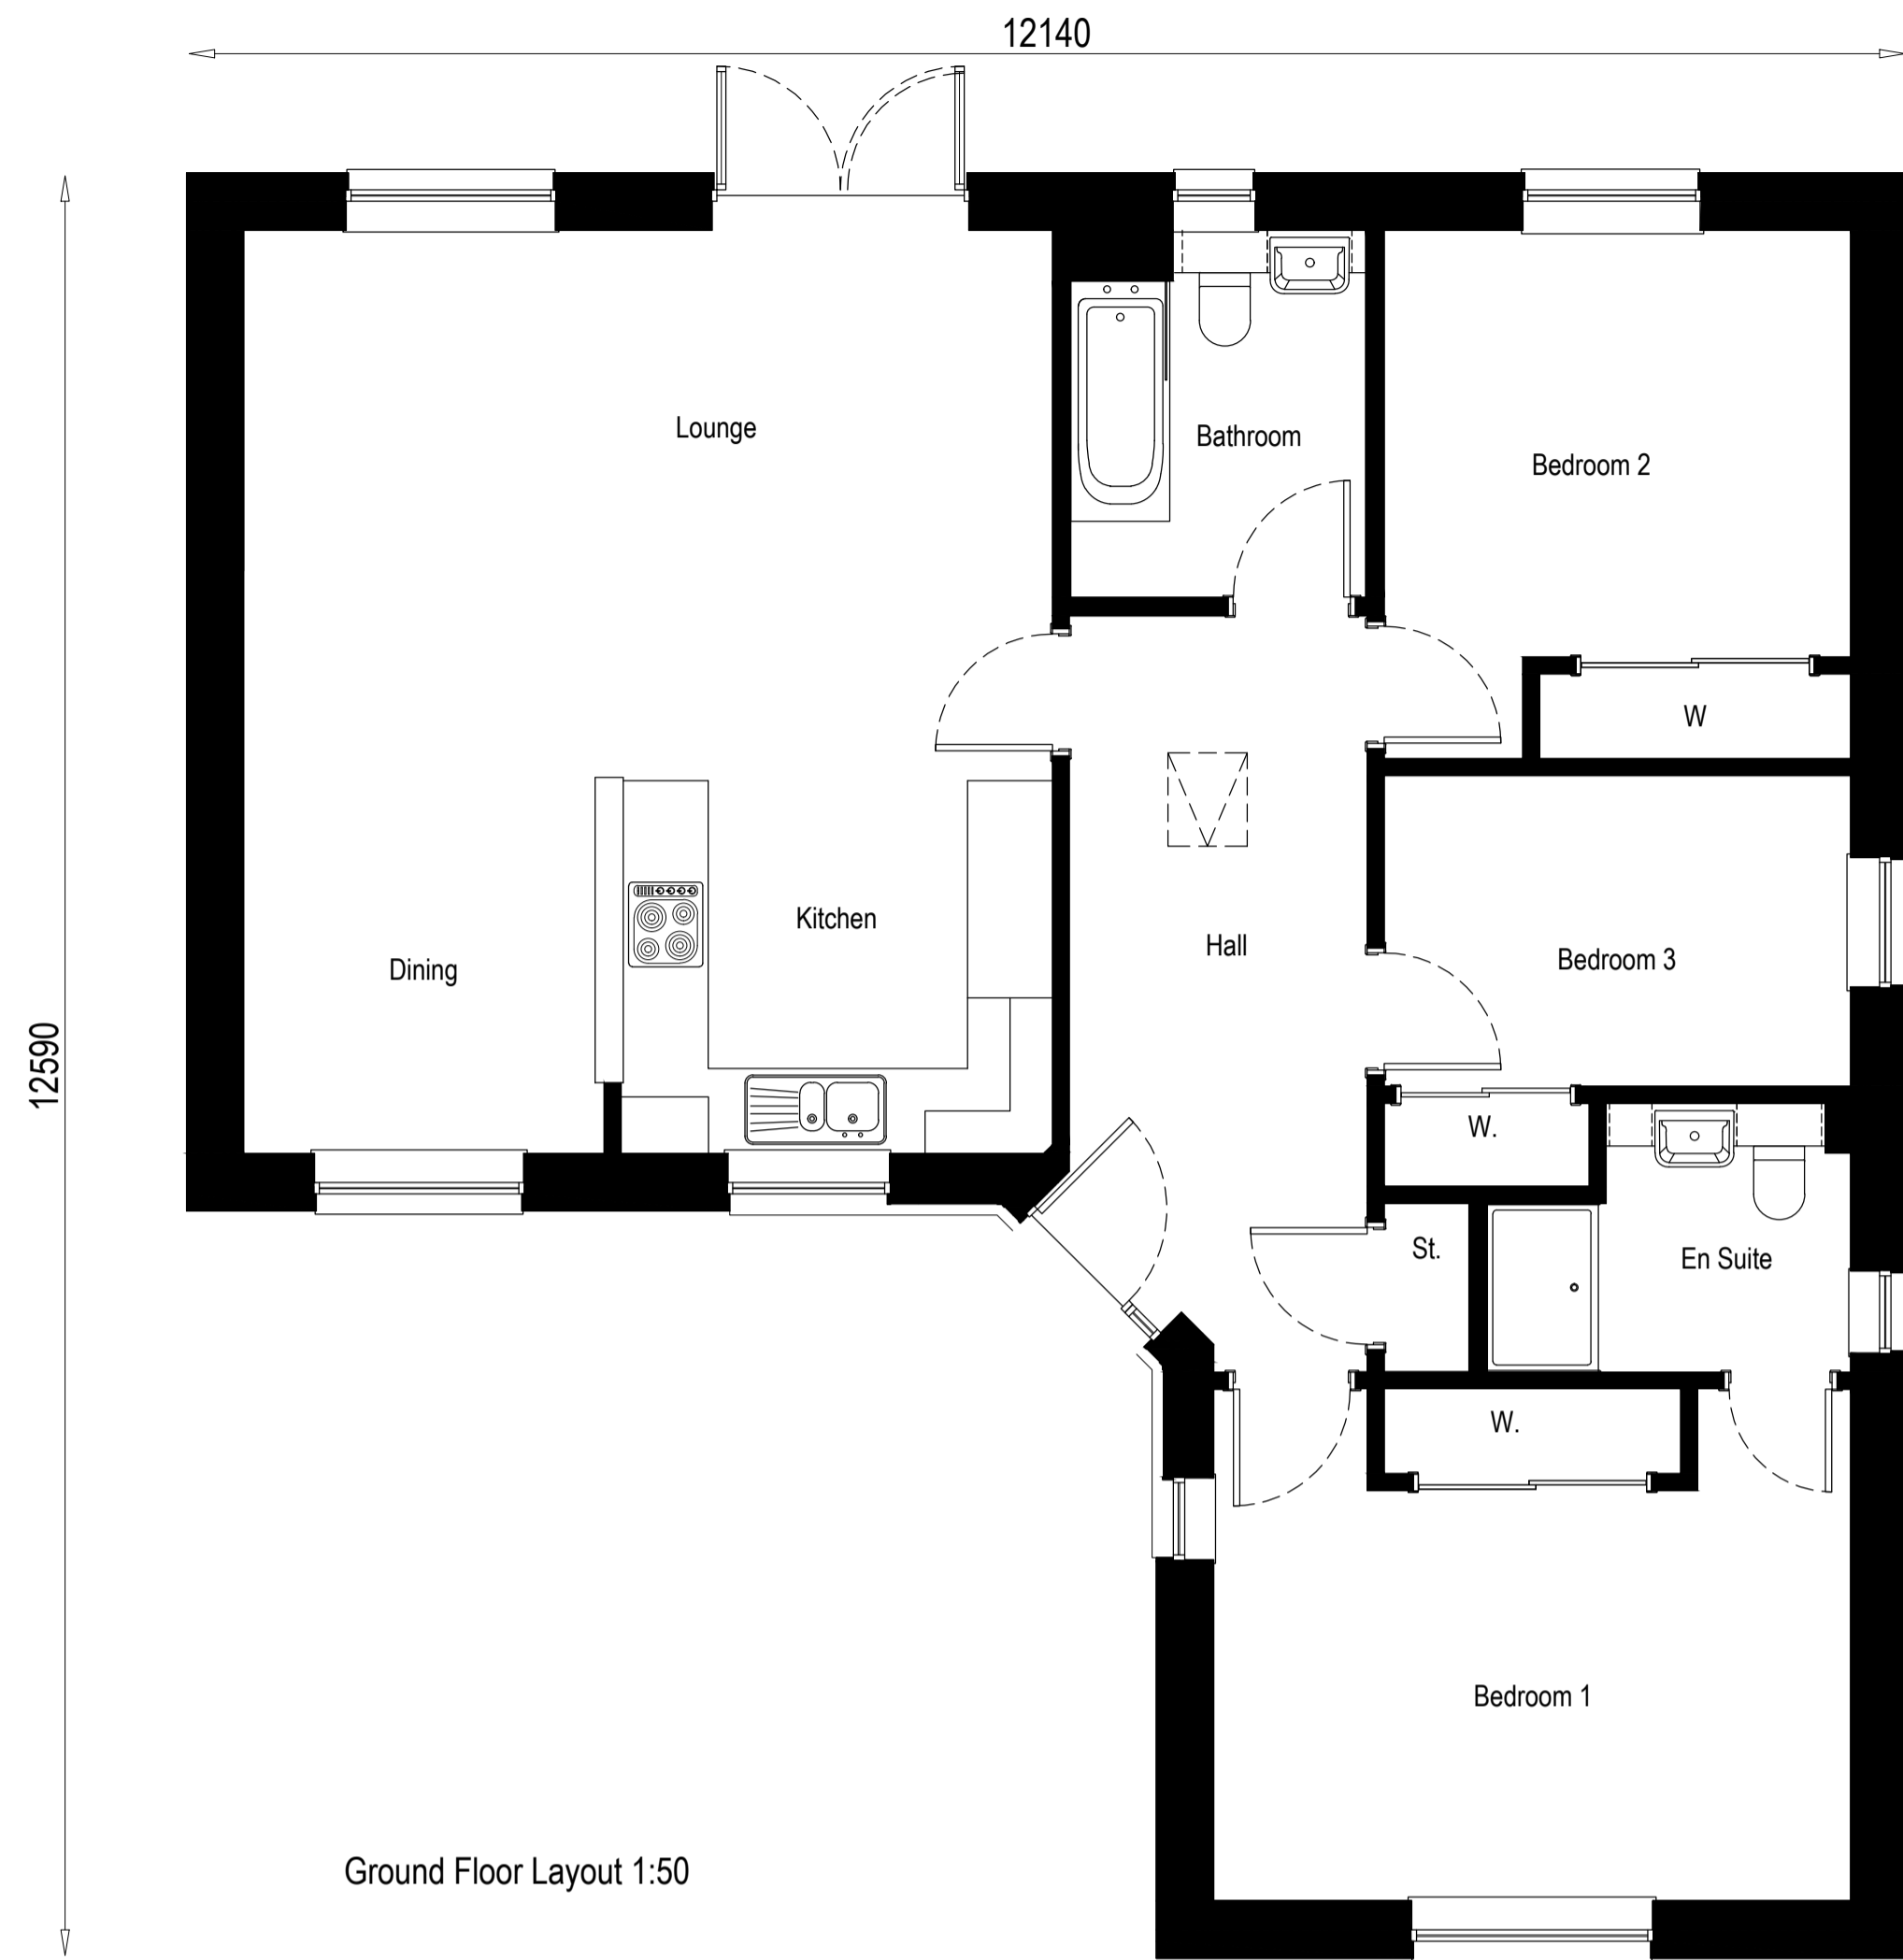 12140
Lounge
Bathroom
Bedroom 2
W
Kitchen
Hall
Bedroom 3
Dining
12590
W.
St.
En Suite
W.
Bedroom 1
Ground Floor Layout 1:50